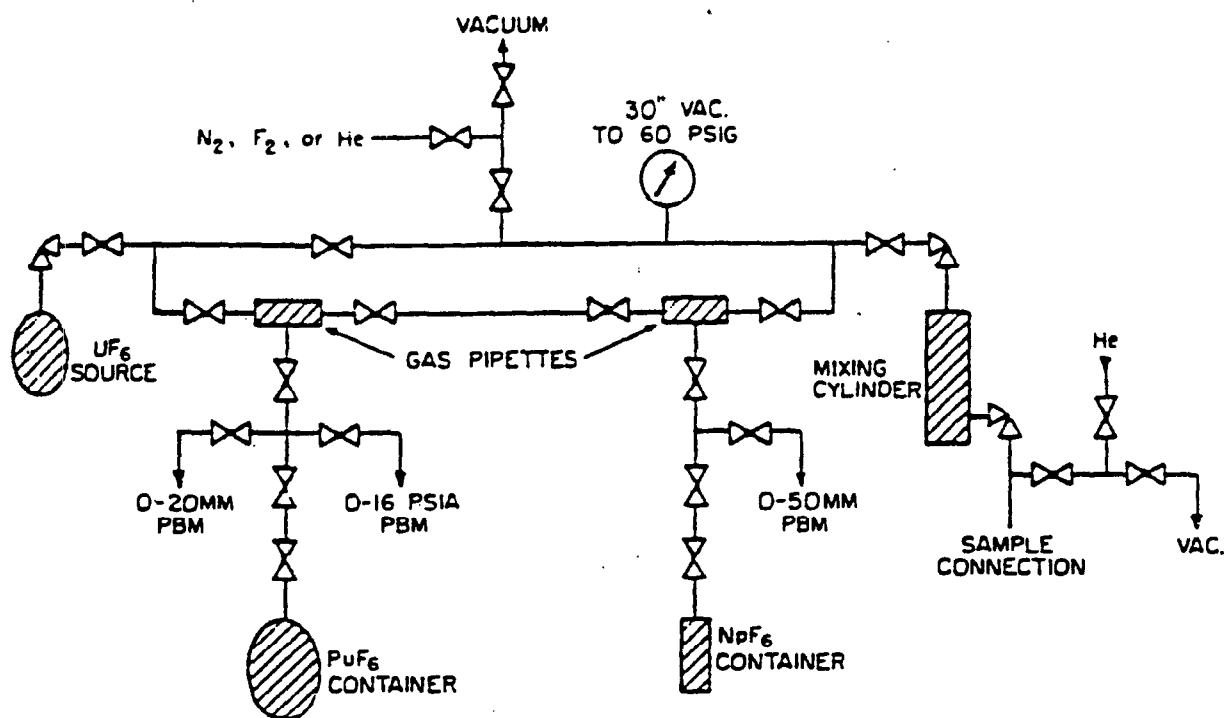 VACUUM
30" VAC.
TO 60 PSIG
N₂, F₂, or He
UF₆
SOURCE
GAS PIPETTES
MIXING
CYLINDER
He
0-20MM
PBM
0-16 PSIA
PBM
0-50MM
PBM
SAMPLE
CONNECTION
VAC.
PuF₆
CONTAINER
NpF₆
CONTAINER